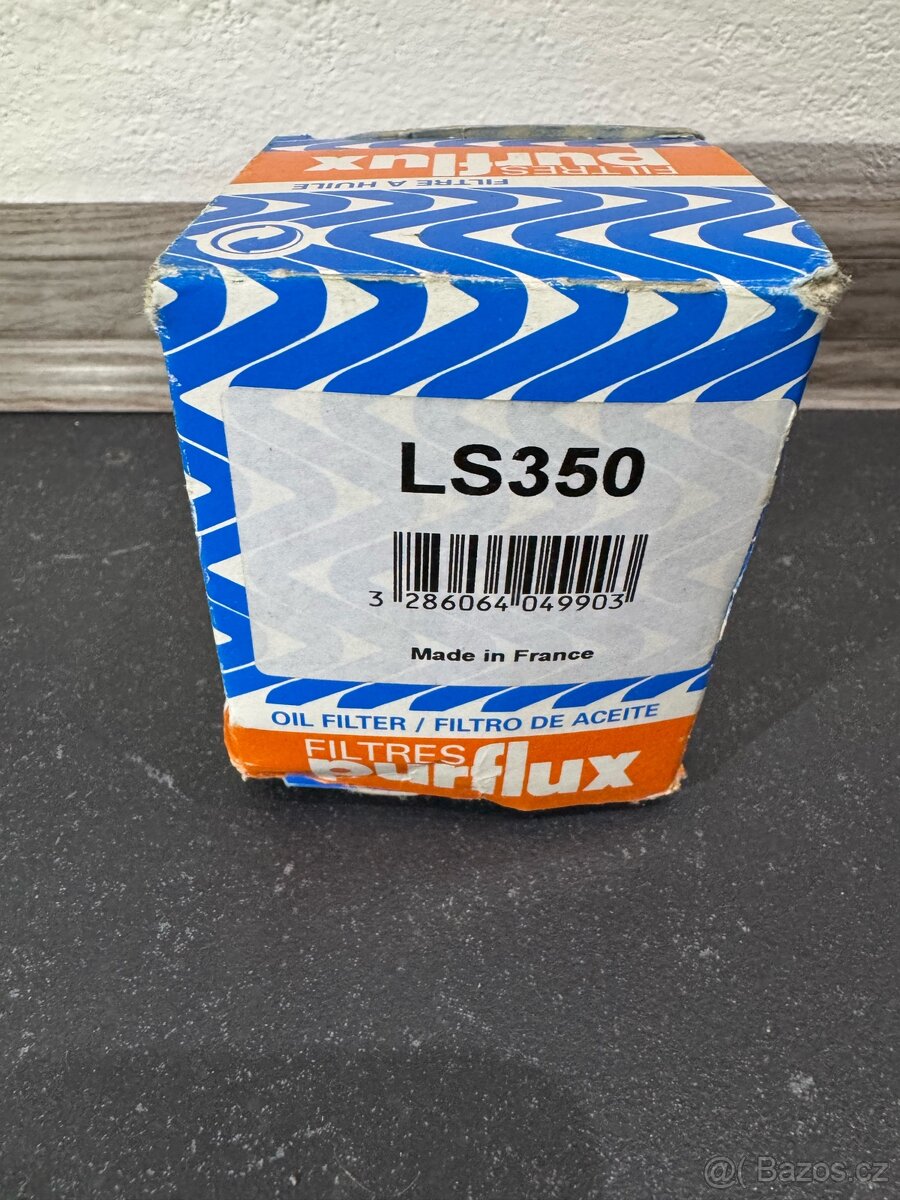 FILTRES
purflux
FILTRE A HUILE
LS350
3 286064 049903
Made in France
OIL FILTER / FILTRO DE ACEITE
FILTRES
purflux
@( Bazos.cz